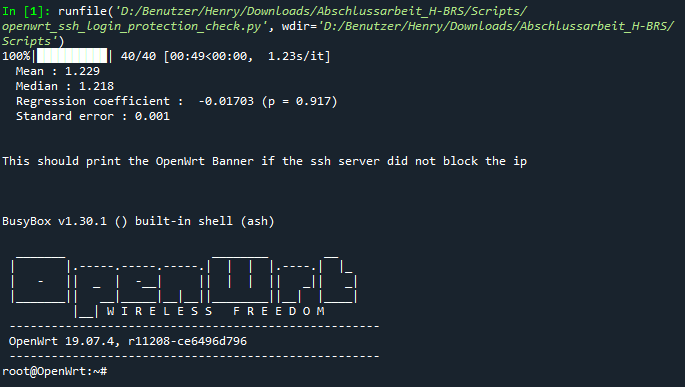 In [1]: runfile('D:/Benutzer/Henry/Downloads/Abschlussarbeit_H-BRS/Scripts/
openwrt_ssh_login_protection_check.py', wdir='D:/Benutzer/Henry/Downloads/Abschlussarbeit_H-BRS/
Scripts')
100%|██████████| 40/40 [00:49<00:00,  1.23s/it]
Mean : 1.229
Median : 1.218
Regression coefficient :  -0.01703 (p = 0.917)
Standard error : 0.001
This should print the OpenWrt Banner if the ssh server did not block the ip
BusyBox v1.30.1 () built-in shell (ash)
OpenWrt
W I R E L E S S   F R E E D O M
-----------------------------------------------------
OpenWrt 19.07.4, r11208-ce6496d796
-----------------------------------------------------
root@OpenWrt:~#